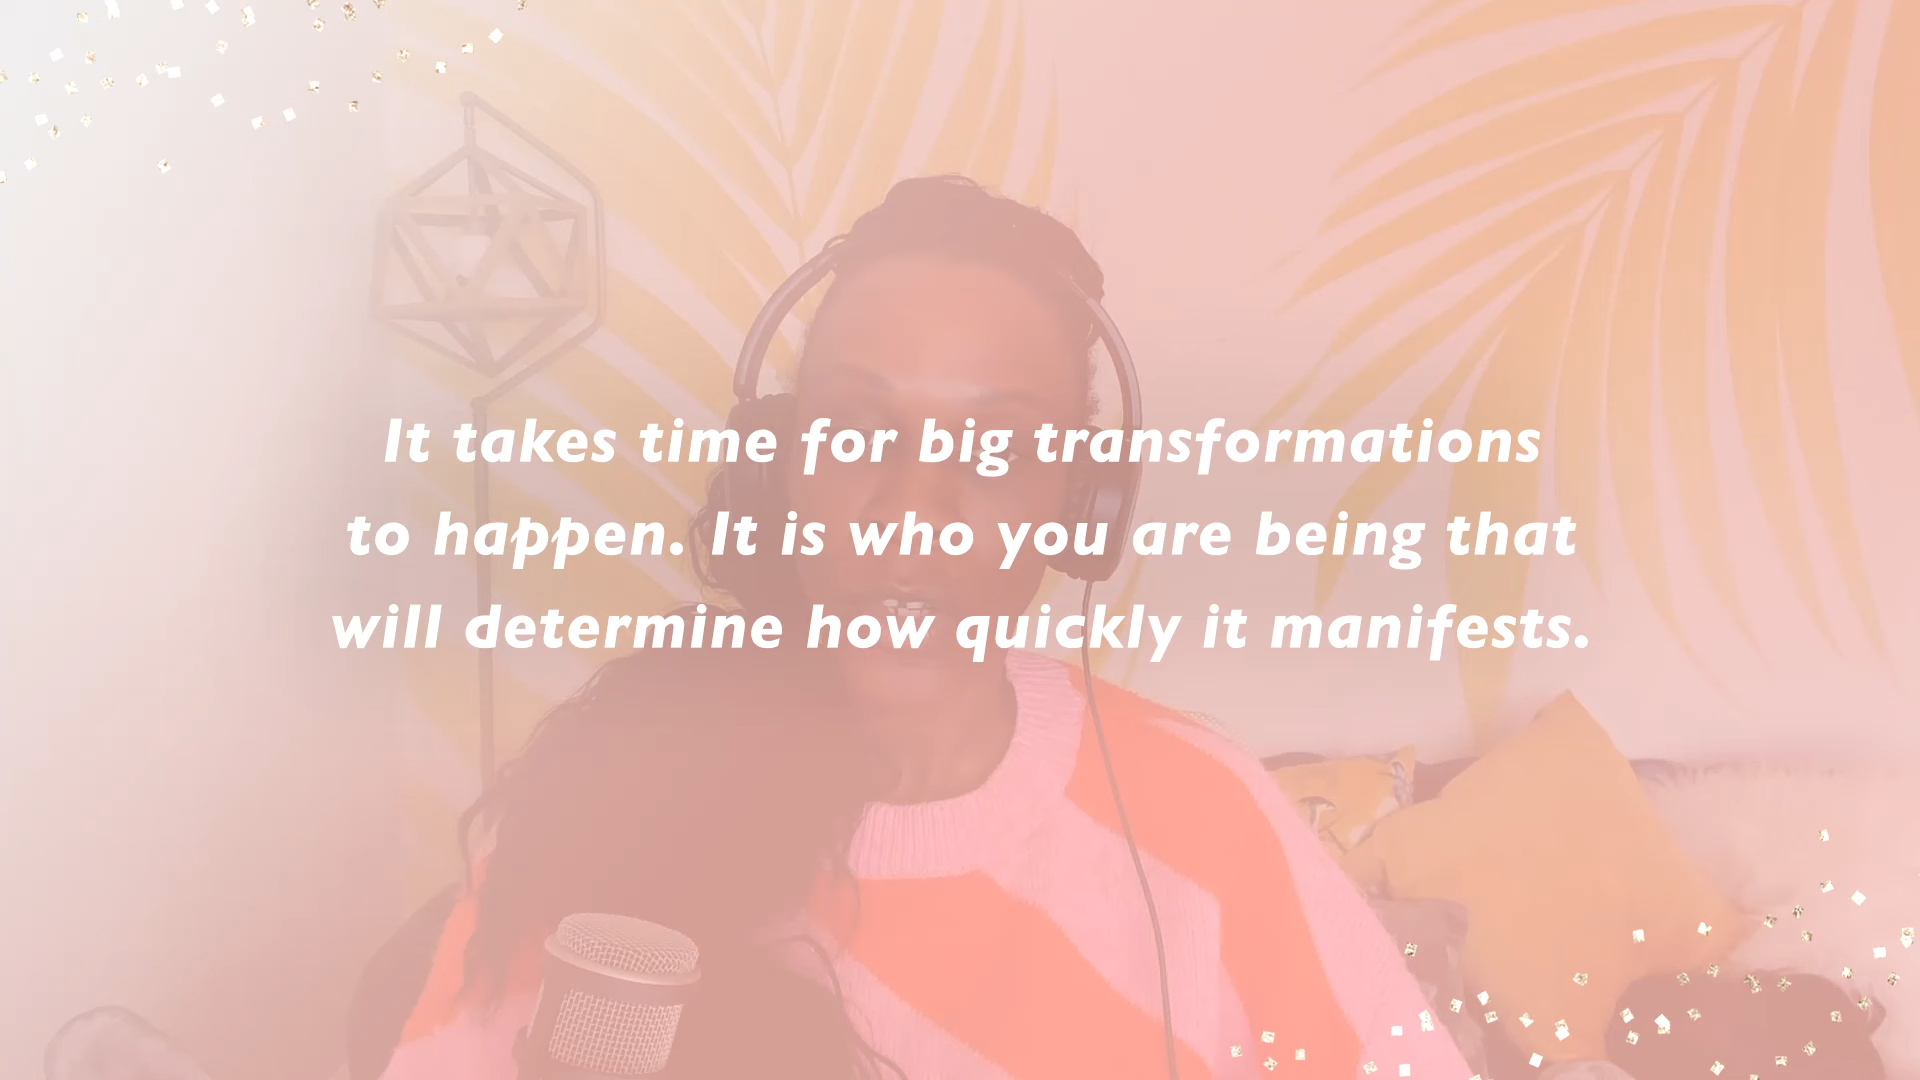 It takes time for big transformations
to happen. It is who you are being that
will determine how quickly it manifests.